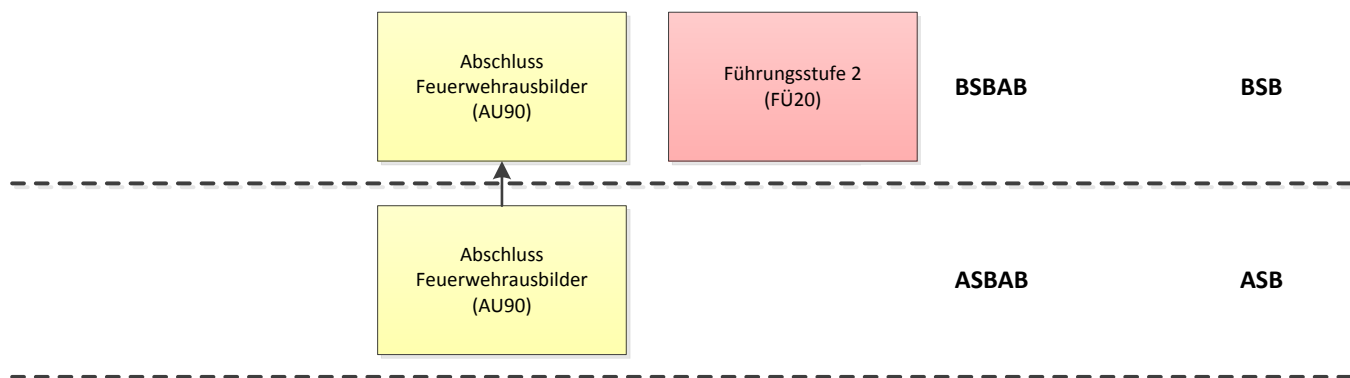 Abschluss
Feuerwehrausbilder
(AU90)
Führungsstufe 2
(FÜ20)
BSBAB
BSB
Abschluss
Feuerwehrausbilder
(AU90)
ASBAB
ASB